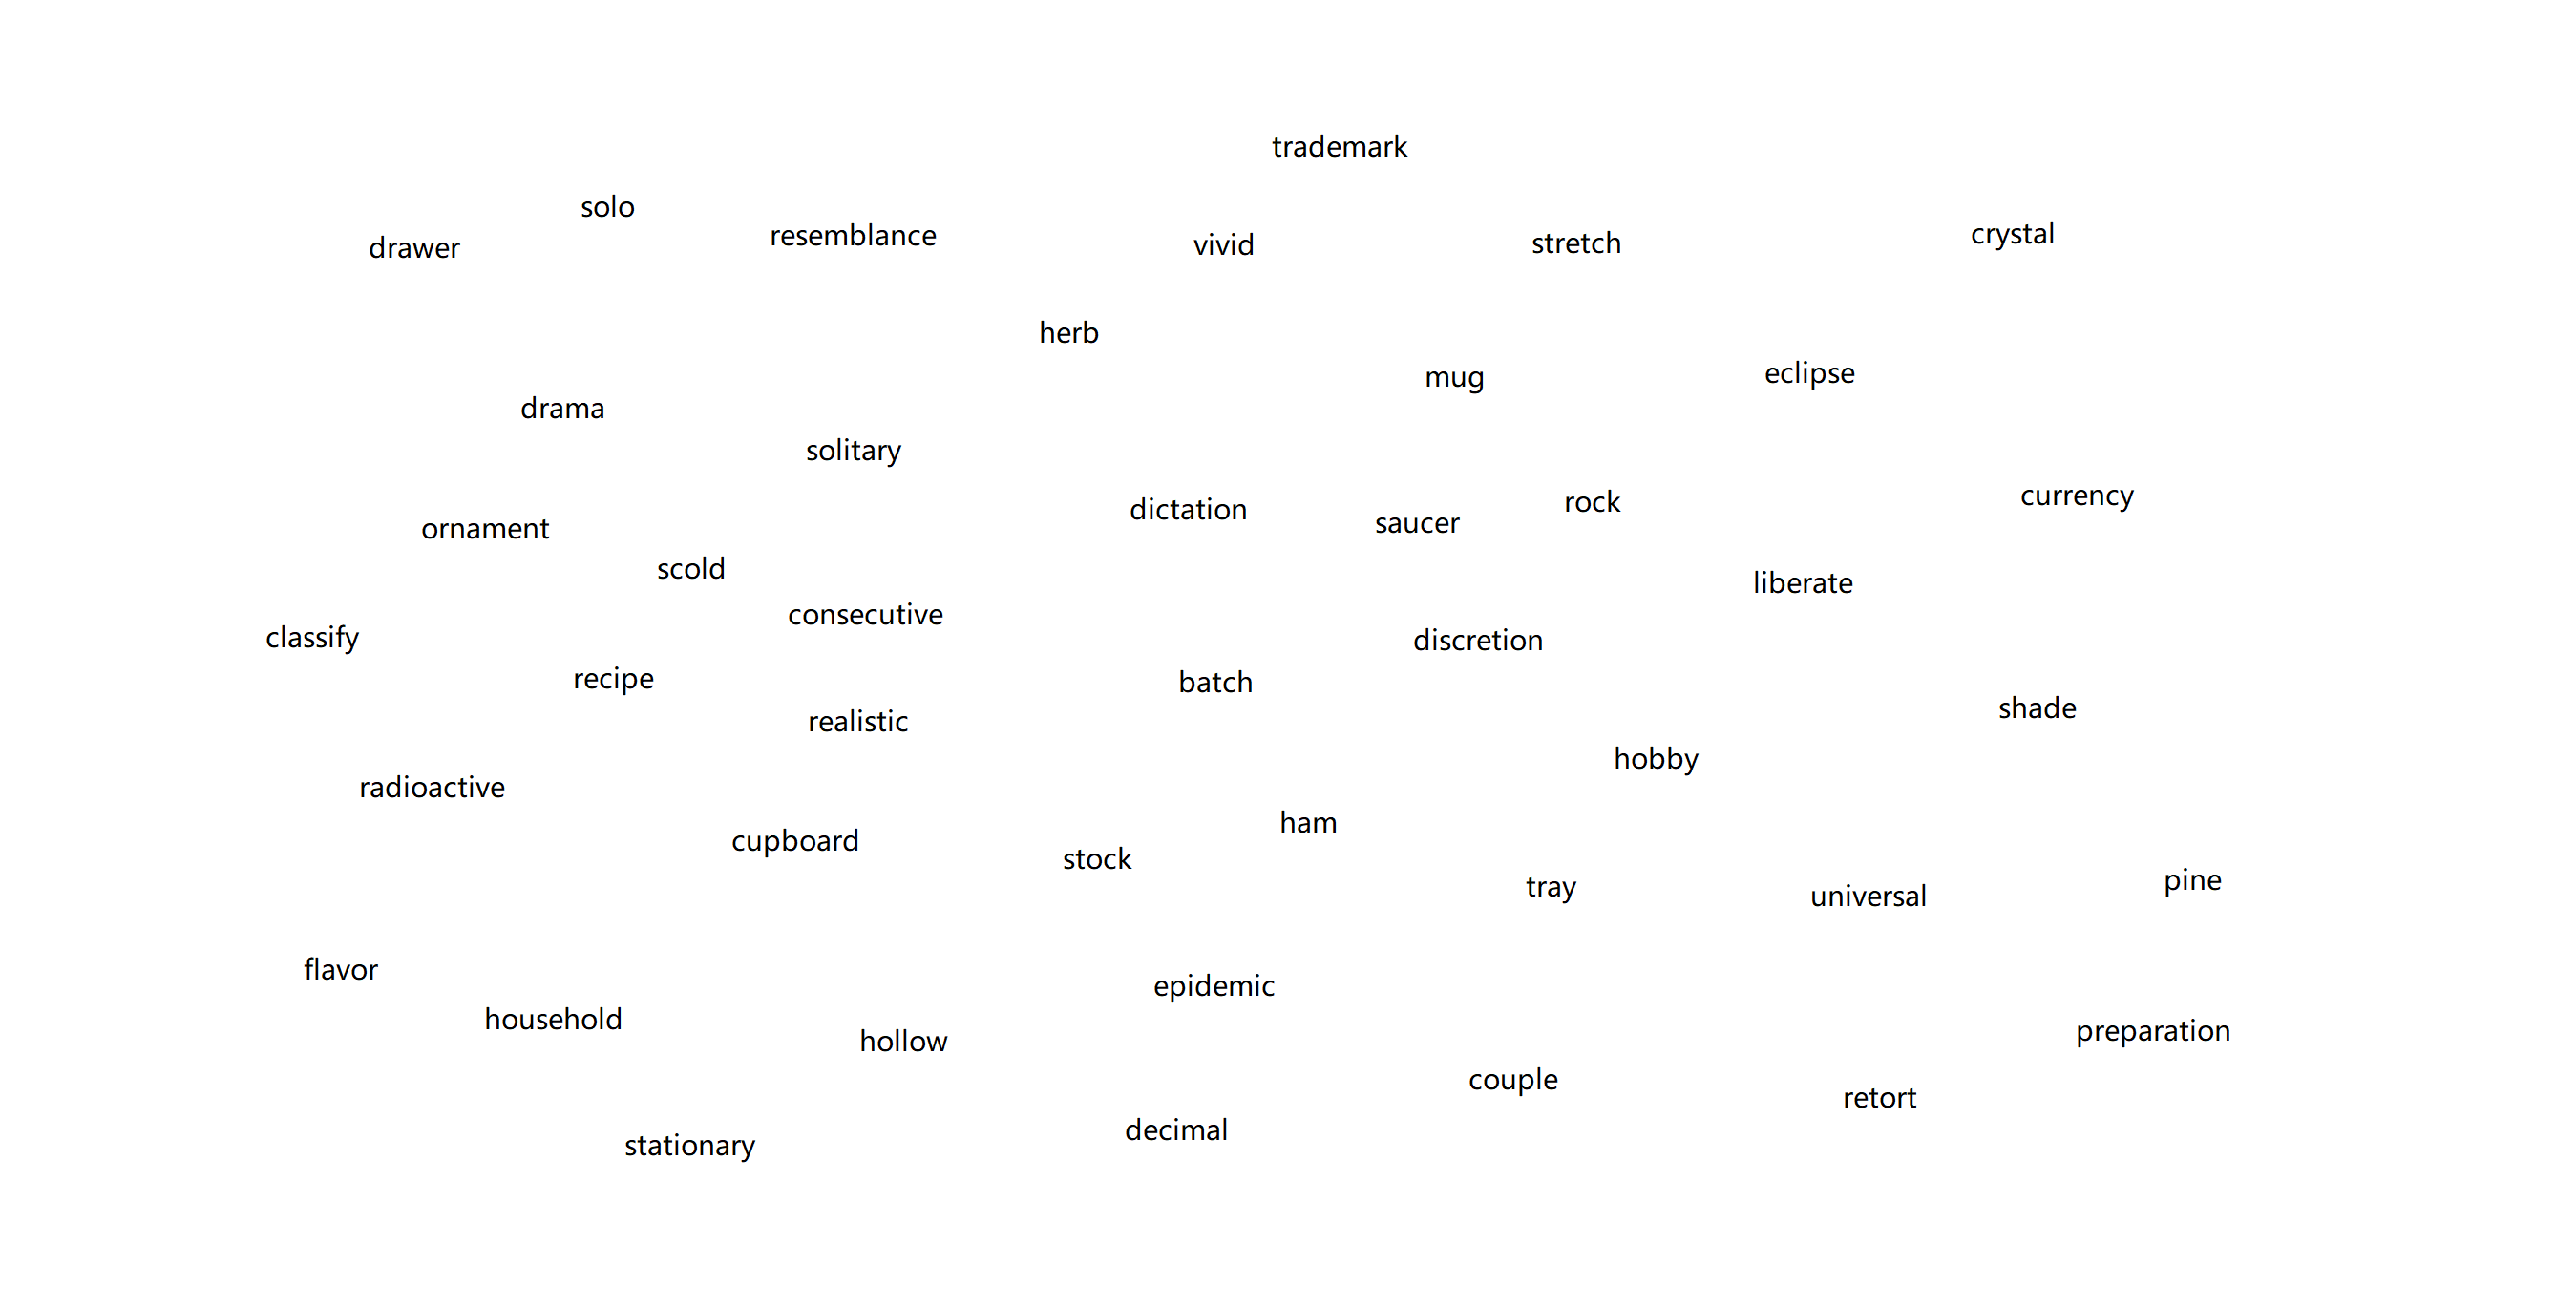 trademark
solo
resemblance
crystal
drawer
vivid
stretch
herb
mug
eclipse
drama
solitary
currency
rock
dictation
saucer
ornament
scold
liberate
consecutive
classify
discretion
recipe
batch
shade
realistic
hobby
radioactive
ham
cupboard
stock
pine
tray
universal
flavor
epidemic
household
preparation
hollow
couple
retort
decimal
stationary